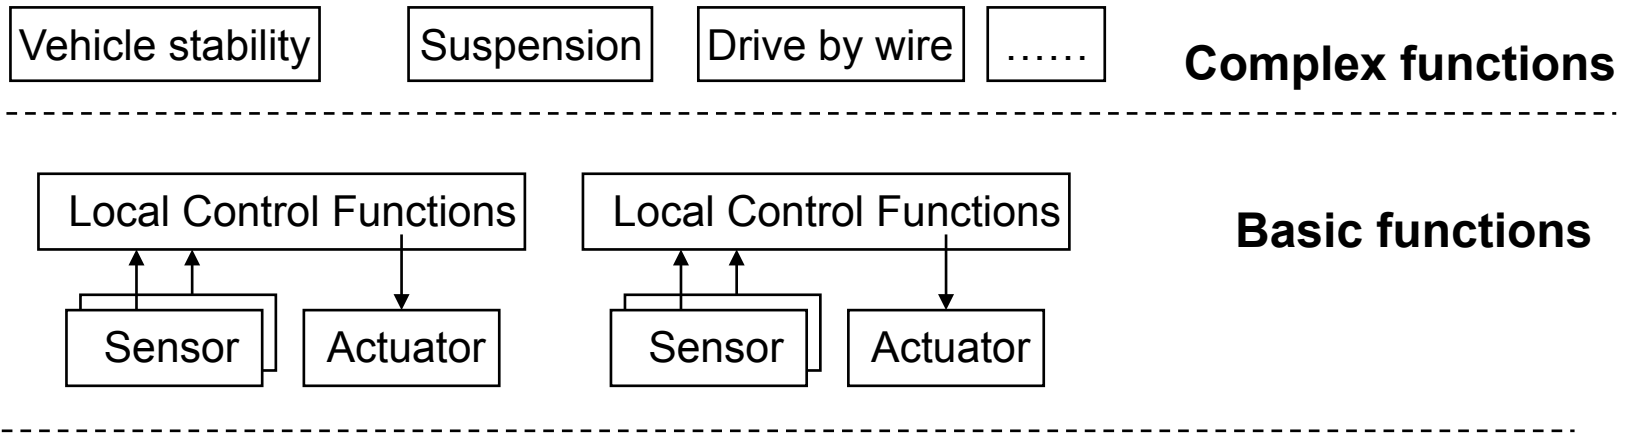 Vehicle stability
Suspension
Drive by wire
......
Complex functions
Local Control Functions
Local Control Functions
Basic functions
Sensor
Actuator
Sensor
Actuator